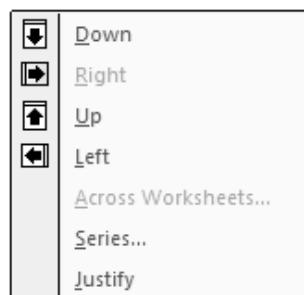 Down
Right
Up
Left
Across Worksheets...
Series...
Justify